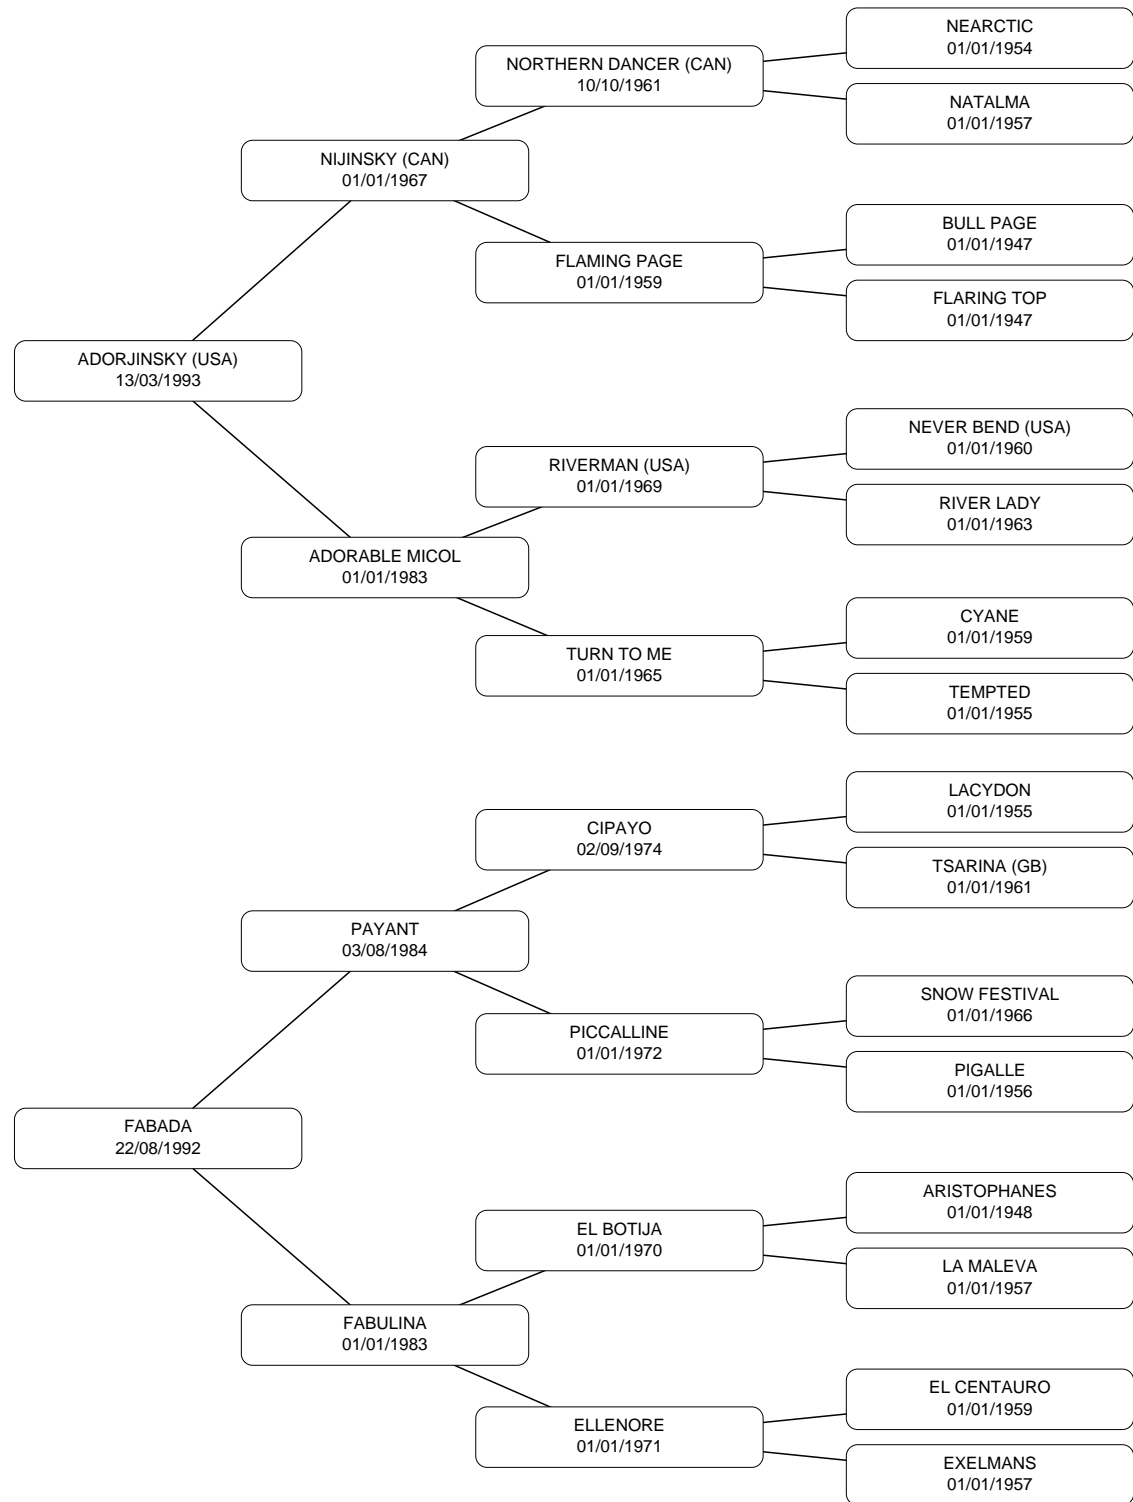 NEARCTIC
01/01/1954
NORTHERN DANCER (CAN)
10/10/1961
NATALMA
01/01/1957
NIJINSKY (CAN)
01/01/1967
BULL PAGE
01/01/1947
FLAMING PAGE
01/01/1959
FLARING TOP
01/01/1947
ADORJINSKY (USA)
13/03/1993
NEVER BEND (USA)
01/01/1960
RIVERMAN (USA)
01/01/1969
RIVER LADY
01/01/1963
ADORABLE MICOL
01/01/1983
CYANE
01/01/1959
TURN TO ME
01/01/1965
TEMPTED
01/01/1955
LACYDON
01/01/1955
CIPAYO
02/09/1974
TSARINA (GB)
01/01/1961
PAYANT
03/08/1984
SNOW FESTIVAL
01/01/1966
PICCALLINE
01/01/1972
PIGALLE
01/01/1956
FABADA
22/08/1992
ARISTOPHANES
01/01/1948
EL BOTIJA
01/01/1970
LA MALEVA
01/01/1957
FABULINA
01/01/1983
EL CENTAURO
01/01/1959
ELLENORE
01/01/1971
EXELMANS
01/01/1957